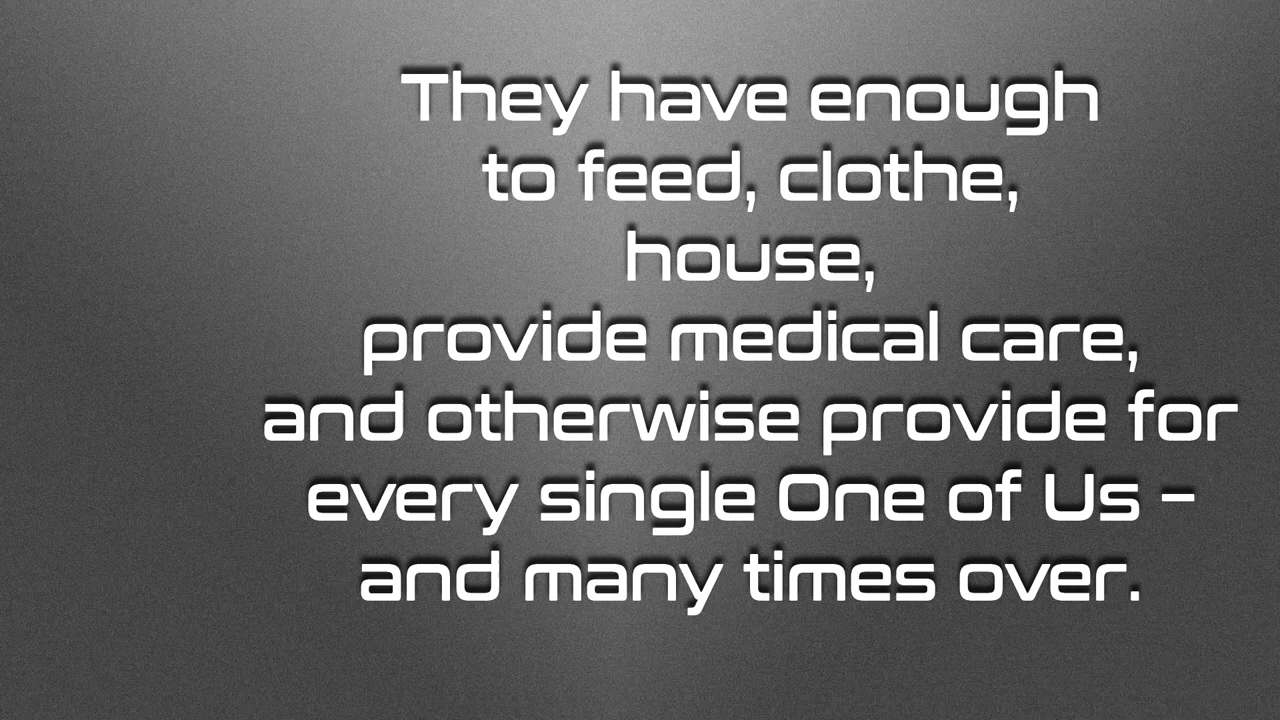 They have enough
to feed, clothe,
house,
provide medical care,
and otherwise provide for
every single One of Us –
and many times over.